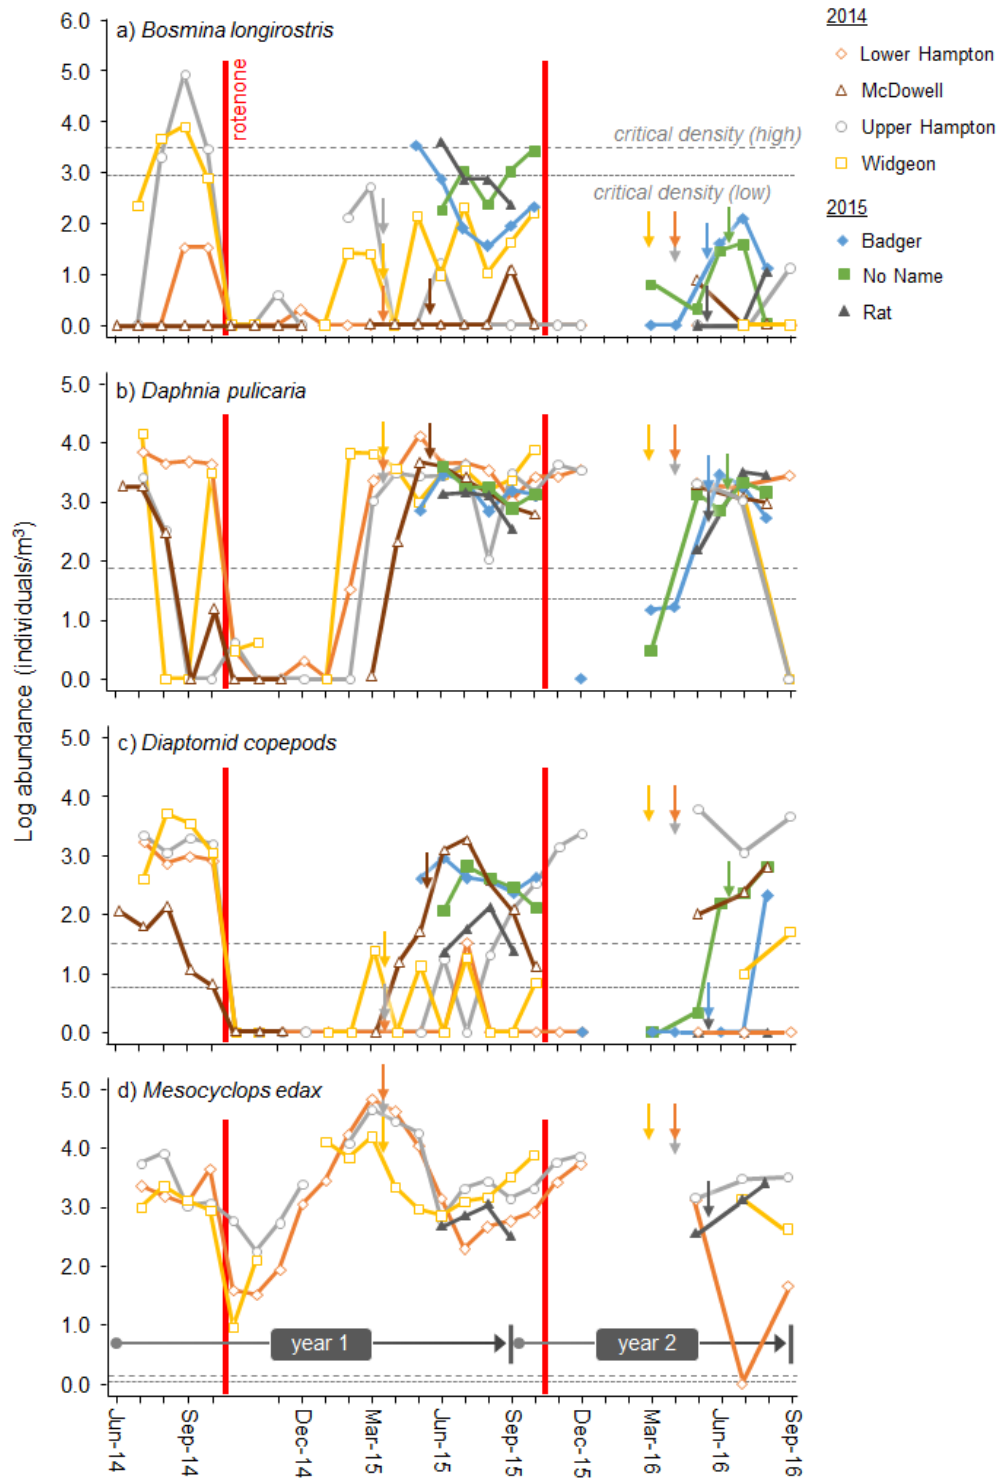 2014
Lower Hampton
McDowell
Upper Hampton
Widgeon
2015
Badger
No Name
Rat
Log abundance (individuals/m³)
a) Bosmina longirostris
rotenone
critical density (high)
critical density (low)
6.0
5.0
4.0
3.0
2.0
1.0
0.0
b) Daphnia pulicaria
5.0
4.0
3.0
2.0
1.0
0.0
c) Diaptomid copepods
5.0
4.0
3.0
2.0
1.0
0.0
d) Mesocyclops edax
5.0
4.0
3.0
2.0
1.0
0.0
year 1
year 2
Jun-14
Sep-14
Dec-14
Mar-15
Jun-15
Sep-15
Dec-15
Mar-16
Jun-16
Sep-16